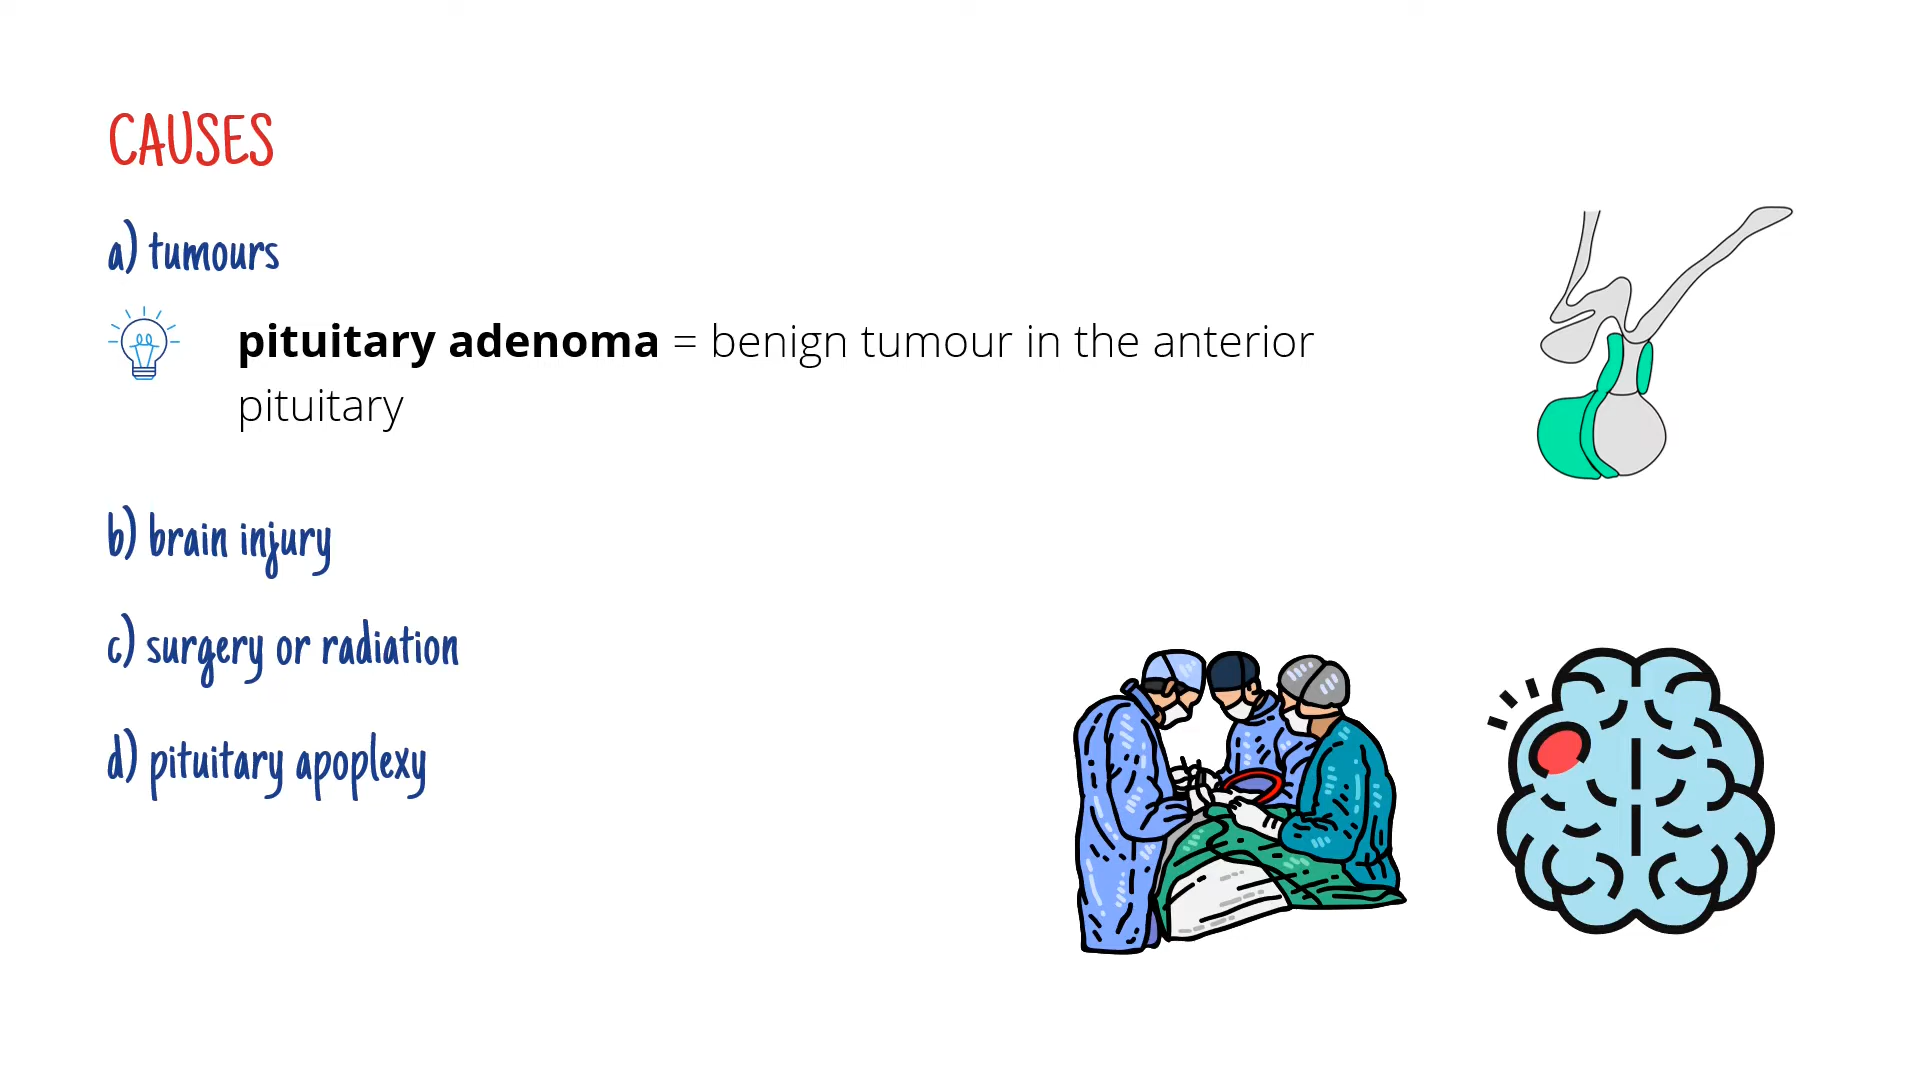 CAUSES
a) tumours
pituitary adenoma = benign tumour in the anterior
pituitary
b) brain injury
c) surgery or radiation
d) pituitary apoplexy